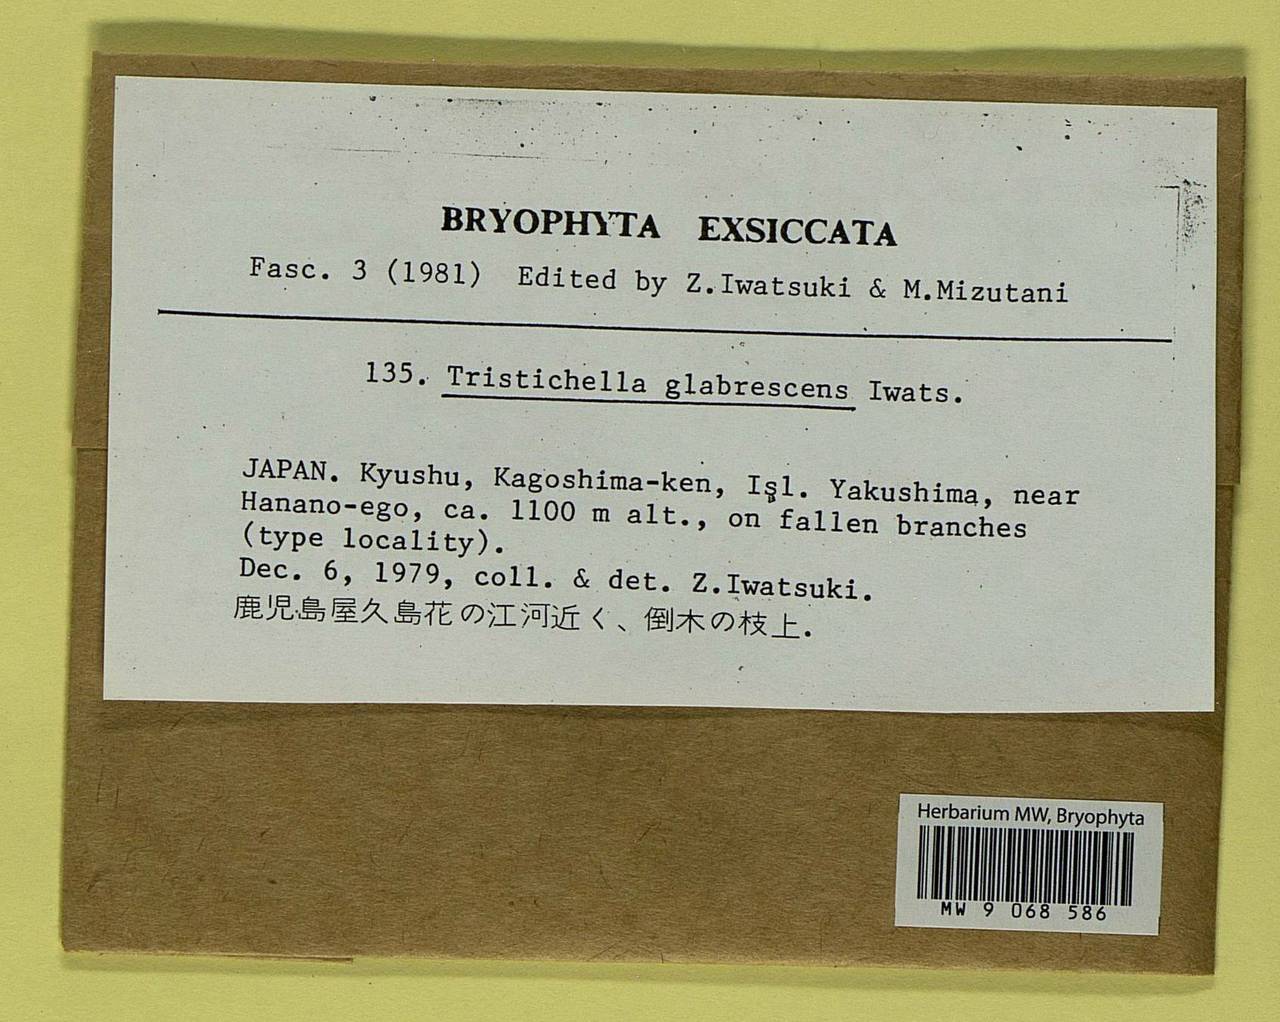 BRYOPHYTA EXSICCATA
Fasc. 3 (1981) Edited by Z.Iwatsuki & M.Mizutani
135. Tristichella glabrescens Iwats.
JAPAN. Kyushu, Kagoshima-ken, Isl. Yakushima, near
Hanano-ego, ca. 1100 m alt., on fallen branches
(type locality).
Dec. 6, 1979, coll. & det. Z.Iwatsuki.
鹿児島屋久島花の江河近く、倒木の枝上.
Herbarium MW, Bryophyta
MW 9 068 586